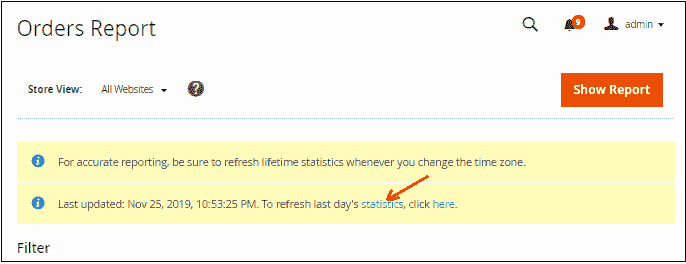 Orders Report
9
admin
Store View: All Websites ?
Show Report
For accurate reporting, be sure to refresh lifetime statistics whenever you change the time zone.
Last updated: Nov 25, 2019, 10:53:25 PM. To refresh last day's statistics, click here.
Filter